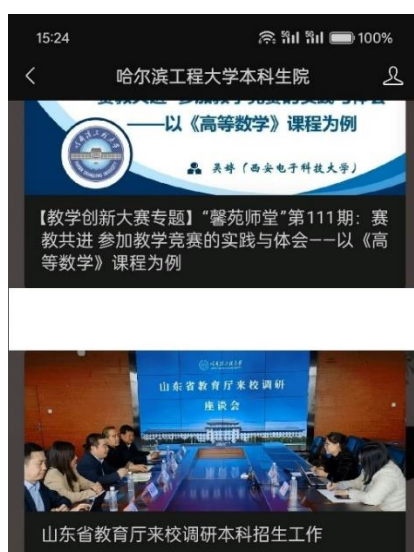 15:24
100%
哈尔滨工程大学本科生院
——以《高等数学》课程为例
(西安电子科技大学)
【教学创新大赛专题】“馨苑师堂”第111期：赛
教共进 参加教学竞赛的实践与体会——以《高
等数学》课程为例
山东省教育厅来校调研
座谈会
山东省教育厅来校调研本科招生工作